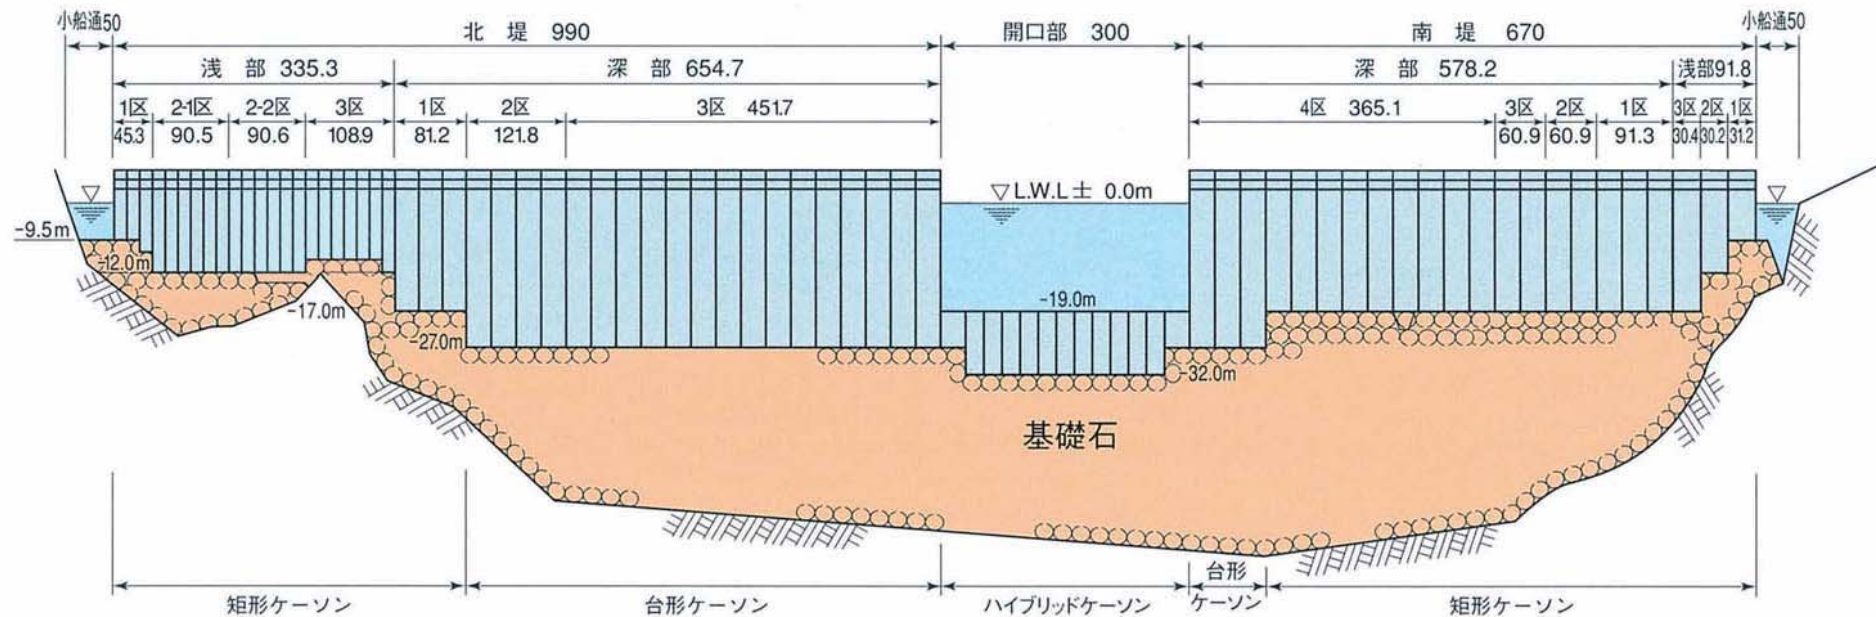 小船通50
北 堤 990
開口部 300
南 堤 670
小船通50
浅 部 335.3
深 部 654.7
深 部 578.2
浅部91.8
1区
2-1区
2-2区
3区
1区
2区
3区 451.7
4区 365.1
3区
2区
1区
3区
2区
1区
45.3
90.5
90.6
108.9
81.2
121.8
60.9
60.9
91.3
30.4
30.2
31.2
L.W.L± 0.0m
-9.5m
-12.0m
-17.0m
-19.0m
-27.0m
-32.0m
基礎石
矩形ケーソン
台形ケーソン
ハイブリッドケーソン
台形
ケーソン
矩形ケーソン